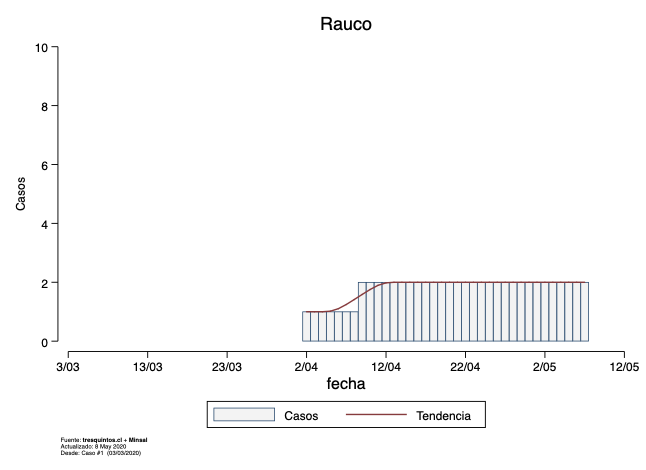 Rauco
10
8
6
4
2
0
Casos
3/03 13/03 23/03 2/04 12/04 22/04 2/05 12/05
fecha
Casos Tendencia
Fuente: tresquintos.cl + Minsal
Actualizado: 8 May 2020
Desde: Caso #1 (03/03/2020)